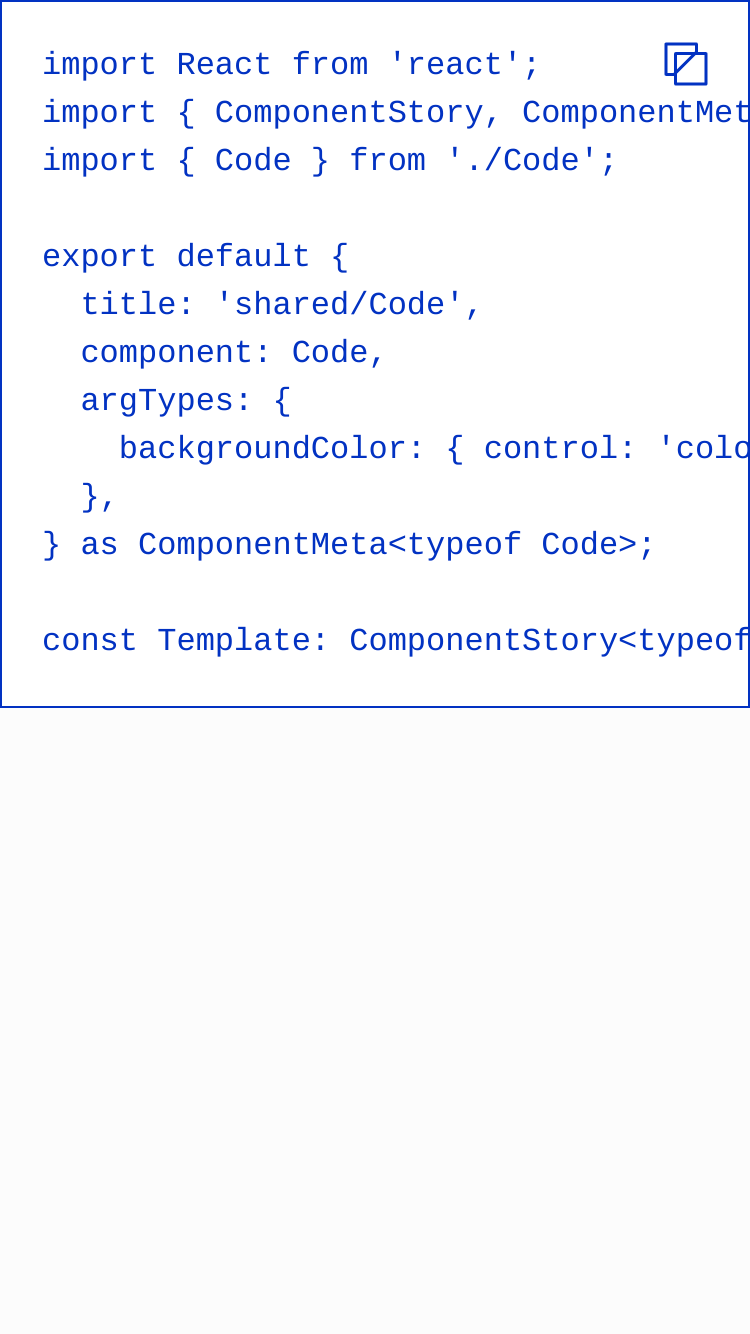 import React from 'react';
import { ComponentStory, ComponentMet
import { Code } from './Code';

export default {
  title: 'shared/Code',
  component: Code,
  argTypes: {
    backgroundColor: { control: 'colo
  },
} as ComponentMeta<typeof Code>;

const Template: ComponentStory<typeof